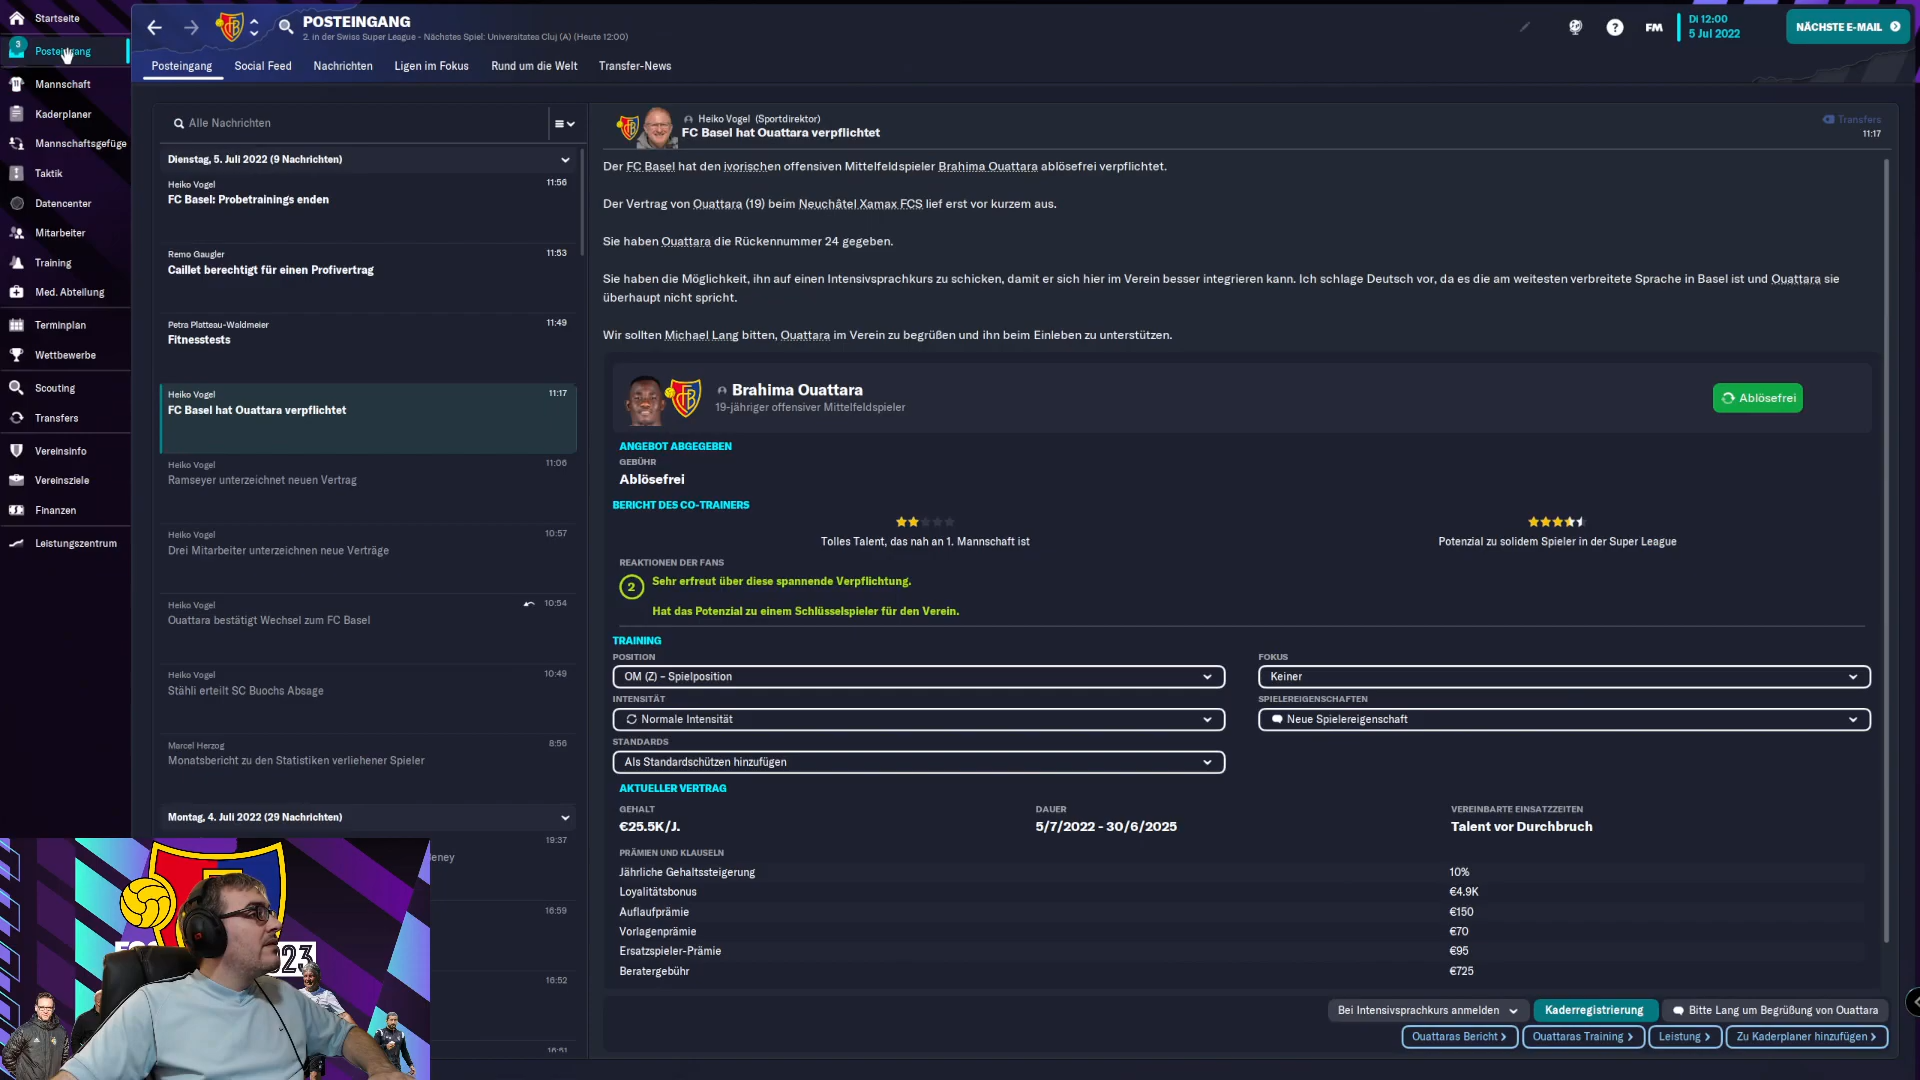 Startseite
3
Posteingang
Mannschaft
Kaderplaner
Mannschaftsgefüge
Taktik
Datencenter
Mitarbeiter
Training
Med. Abteilung
Terminplan
Wettbewerbe
Scouting
Transfers
Vereinsinfo
Vereinsziele
Finanzen
Leistungszentrum
POSTEINGANG
2. in der Swiss Super League - Nächstes Spiel: Universitatea Cluj (A) (Heute 12:00)
FM
Di 12:00
5 Jul 2022
NÄCHSTE E-MAIL
Posteingang
Social Feed
Nachrichten
Ligen im Fokus
Rund um die Welt
Transfer-News
Alle Nachrichten
Dienstag, 5. Juli 2022 (9 Nachrichten)
Heiko Vogel 11:56
FC Basel: Probetrainings enden
Remo Gaugler 11:53
Caillet berechtigt für einen Profivertrag
Petra Platteau-Waldmeier 11:49
Fitnesstests
Heiko Vogel 11:17
FC Basel hat Ouattara verpflichtet
Heiko Vogel 11:06
Ramseyer unterzeichnet neuen Vertrag
Heiko Vogel 10:57
Drei Mitarbeiter unterzeichnen neue Verträge
Heiko Vogel 10:54
Ouattara bestätigt Wechsel zum FC Basel
Heiko Vogel 10:49
Stähli erteilt SC Buochs Absage
Marcel Herzog 8:56
Monatsbericht zu den Statistiken verliehener Spieler
Montag, 4. Juli 2022 (29 Nachrichten)
19:37
eney
16:59
16:52
16:51
FCB
23
Heiko Vogel (Sportdirektor)
FC Basel hat Ouattara verpflichtet
Transfers
11:17
Der FC Basel hat den ivorischen offensiven Mittelfeldspieler Brahima Ouattara ablösefrei verpflichtet.
Der Vertrag von Ouattara (19) beim Neuchâtel Xamax FCS lief erst vor kurzem aus.
Sie haben Ouattara die Rückennummer 24 gegeben.
Sie haben die Möglichkeit, ihn auf einen Intensivsprachkurs zu schicken, damit er sich hier im Verein besser integrieren kann. Ich schlage Deutsch vor, da es die am weitesten verbreitete Sprache in Basel ist und Ouattara sie
überhaupt nicht spricht.
Wir sollten Michael Lang bitten, Ouattara im Verein zu begrüßen und ihn beim Einleben zu unterstützen.
Brahima Ouattara
19-jähriger offensiver Mittelfeldspieler
Ablösefrei
ANGEBOT ABGEGEBEN
GEBÜHR
Ablösefrei
BERICHT DES CO-TRAINERS
Tolles Talent, das nah an 1. Mannschaft ist
Potenzial zu solidem Spieler in der Super League
REAKTIONEN DER FANS
2
Sehr erfreut über diese spannende Verpflichtung.
Hat das Potenzial zu einem Schlüsselspieler für den Verein.
TRAINING
POSITION
OM (Z) – Spielposition
FOKUS
Keiner
INTENSITÄT
Normale Intensität
SPIELEREIGENSCHAFTEN
Neue Spielereigenschaft
STANDARDS
Als Standardschützen hinzufügen
AKTUELLER VERTRAG
GEHALT
€25.5K/J.
DAUER
5/7/2022 - 30/6/2025
VEREINBARTE EINSATZZEITEN
Talent vor Durchbruch
PRÄMIEN UND KLAUSELN
Jährliche Gehaltssteigerung 10%
Loyalitätsbonus €4.9K
Auflaufprämie €150
Vorlagenprämie €70
Ersatzspieler-Prämie €95
Beratergebühr €725
Bei Intensivsprachkurs anmelden
Kaderregistrierung
Bitte Lang um Begrüßung von Ouattara
Ouattaras Bericht
Ouattaras Training
Leistung
Zu Kaderplaner hinzufügen